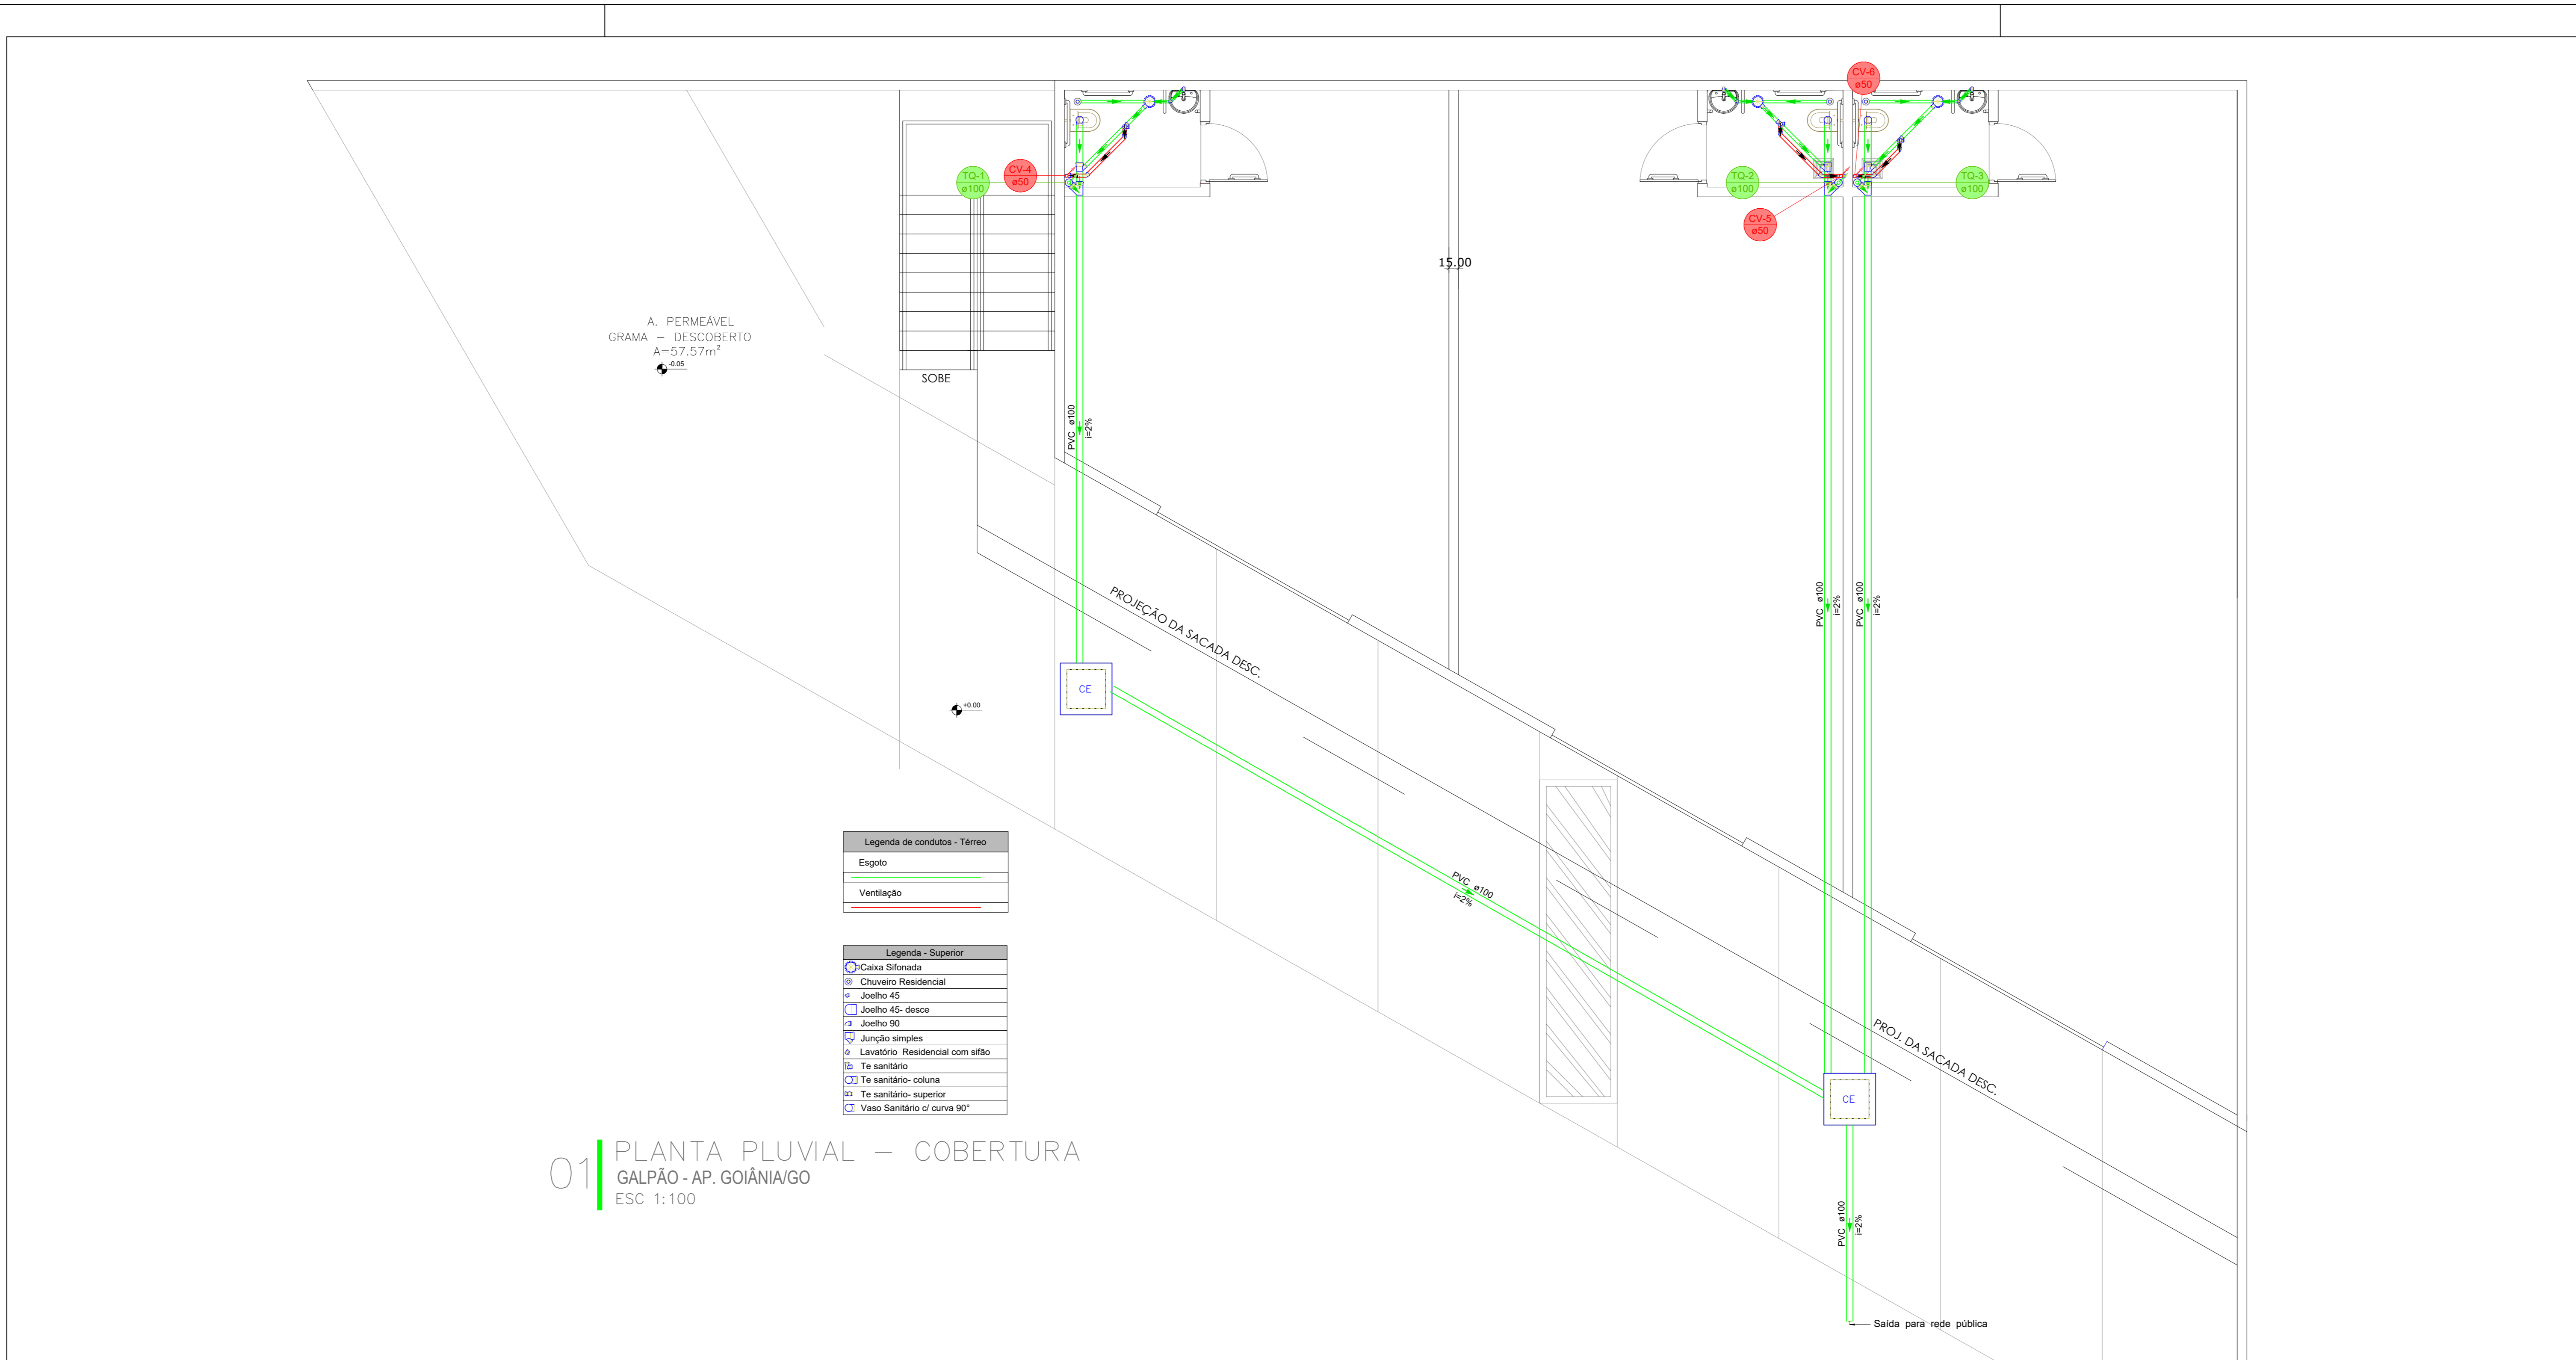 CV-6
ø50
TQ-1
ø100
CV-4
ø50
TQ-2
ø100
TQ-3
ø100
CV-5
ø50
15.00
A. PERMEÁVEL
GRAMA - DESCOBERTO
A=57.57m²
-0.05
SOBE
PVC ø100
i=2%
PROJEÇÃO DA SACADA DESC.
PVC ø100
i=2%
PVC ø100
i=2%
CE
+0.00
Legenda de condutos - Térreo
Esgoto
Ventilação
PVC ø100
i=2%
Legenda - Superior
Caixa Sifonada
Chuveiro Residencial
Joelho 45
Joelho 45- desce
Joelho 90
Junção simples
Lavatório Residencial com sifão
Te sanitário
Te sanitário- coluna
Te sanitário- superior
Vaso Sanitário c/ curva 90°
PROJ. DA SACADA DESC.
CE
01
PLANTA PLUVIAL - COBERTURA
GALPÃO - AP. GOIÂNIA/GO
ESC 1:100
PVC ø100
i=2%
Saída para rede pública